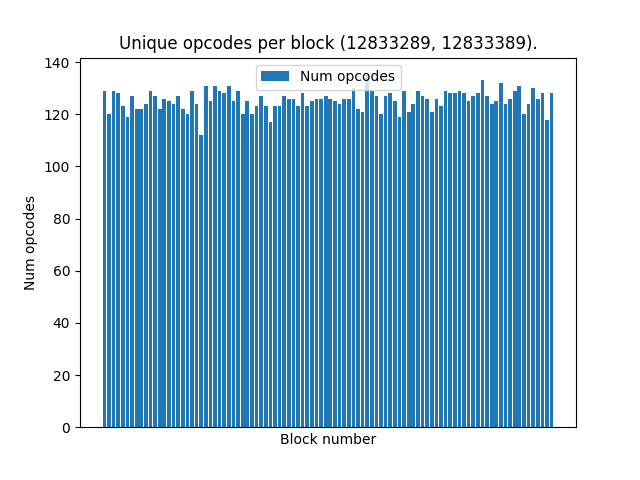 Unique opcodes per block (12833289, 12833389).
Num opcodes
140
120
100
80
60
40
20
0
Num opcodes
Block number